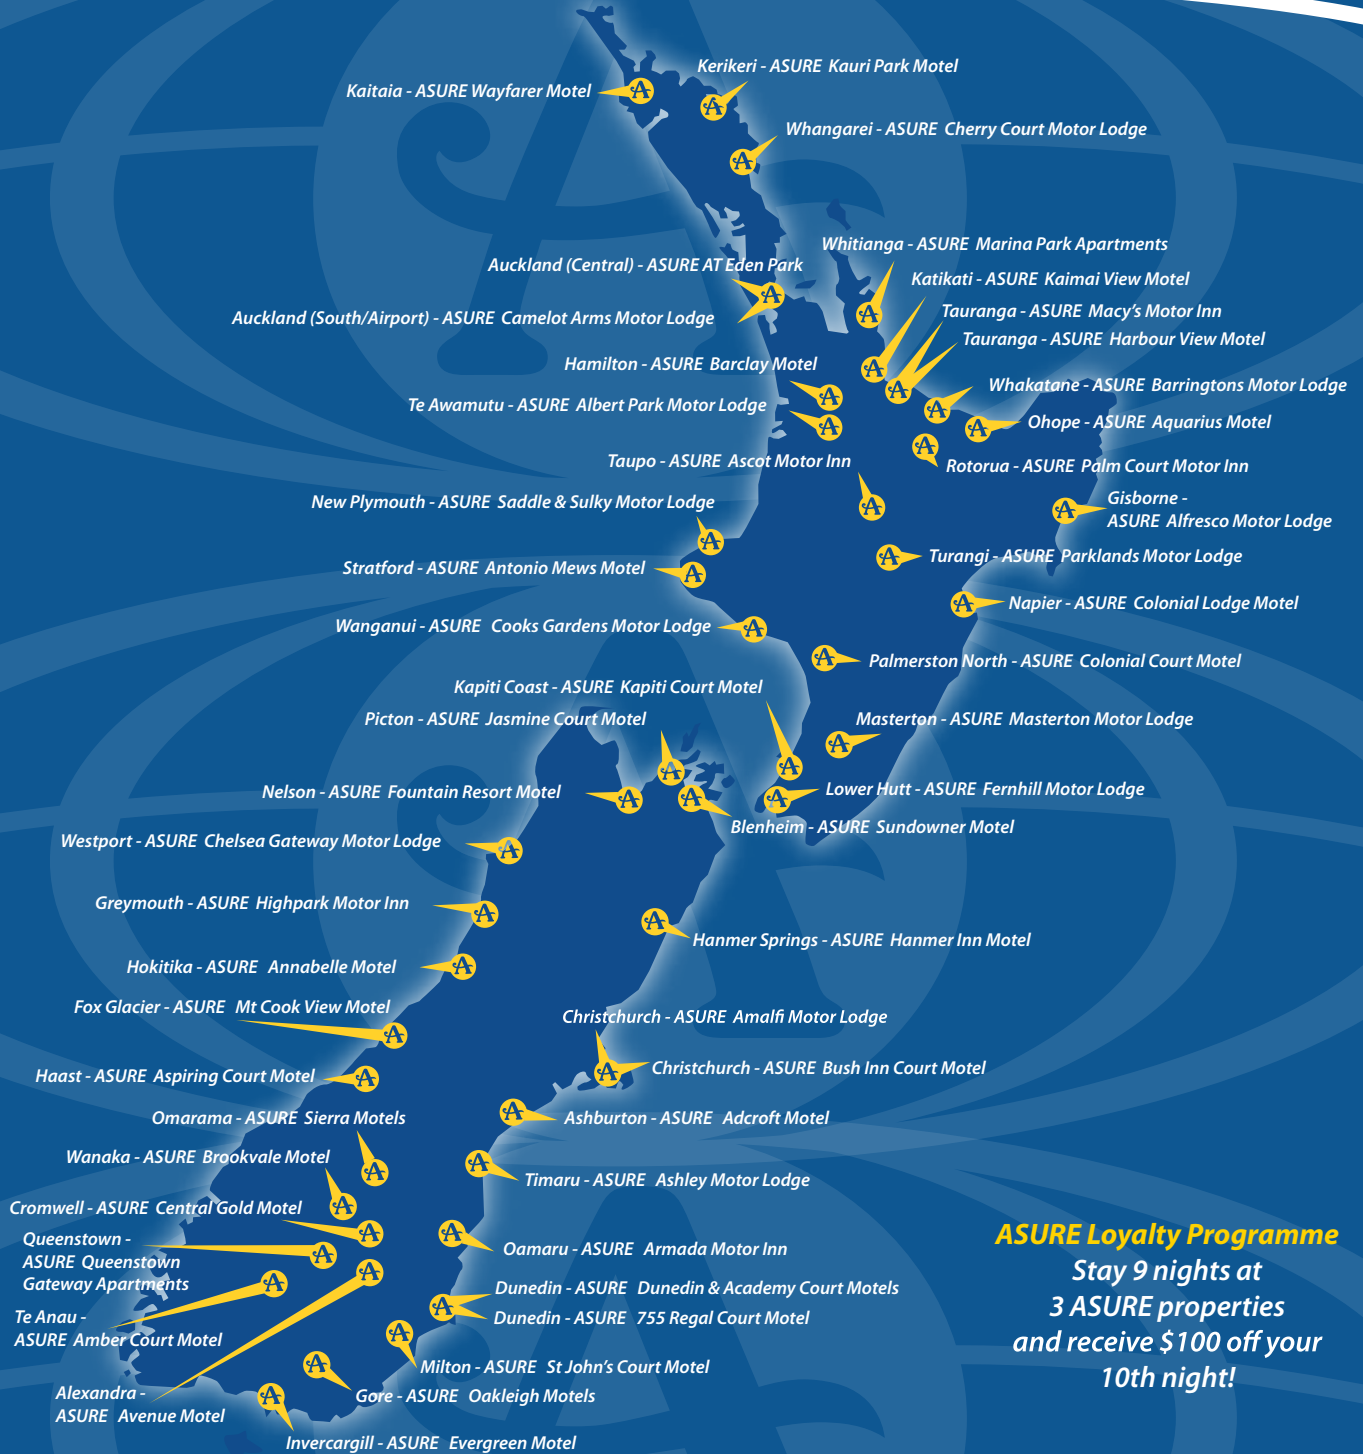 Kerikeri - ASURE Kauri Park Motel
Kaitaia - ASURE Wayfarer Motel
Whangarei - ASURE Cherry Court Motor Lodge
Whitianga - ASURE Marina Park Apartments
Auckland (Central) - ASURE AT Eden Park
Katikati - ASURE Kaimai View Motel
Tauranga - ASURE Macy's Motor Inn
Auckland (South/Airport) - ASURE Camelot Arms Motor Lodge
Tauranga - ASURE Harbour View Motel
Hamilton - ASURE Barclay Motel
Whakatane - ASURE Barringtons Motor Lodge
Te Awamutu - ASURE Albert Park Motor Lodge
Ohope - ASURE Aquarius Motel
Taupo - ASURE Ascot Motor Inn
Rotorua - ASURE Palm Court Motor Inn
New Plymouth - ASURE Saddle & Sulky Motor Lodge
Gisborne -
ASURE Alfresco Motor Lodge
Turangi - ASURE Parklands Motor Lodge
Stratford - ASURE Antonio Mews Motel
Napier - ASURE Colonial Lodge Motel
Wanganui - ASURE Cooks Gardens Motor Lodge
Palmerston North - ASURE Colonial Court Motel
Kapiti Coast - ASURE Kapiti Court Motel
Picton - ASURE Jasmine Court Motel
Masterton - ASURE Masterton Motor Lodge
Nelson - ASURE Fountain Resort Motel
Lower Hutt - ASURE Fernhill Motor Lodge
Blenheim - ASURE Sundowner Motel
Westport - ASURE Chelsea Gateway Motor Lodge
Greymouth - ASURE Highpark Motor Inn
Hanmer Springs - ASURE Hanmer Inn Motel
Hokitika - ASURE Annabelle Motel
Fox Glacier - ASURE Mt Cook View Motel
Christchurch - ASURE Amalfi Motor Lodge
Christchurch - ASURE Bush Inn Court Motel
Haast - ASURE Aspiring Court Motel
Omarama - ASURE Sierra Motels
Ashburton - ASURE Adcroft Motel
Wanaka - ASURE Brookvale Motel
Timaru - ASURE Ashley Motor Lodge
Cromwell - ASURE Central Gold Motel
Queenstown -
ASURE Queenstown
Gateway Apartments
Oamaru - ASURE Armada Motor Inn
Dunedin - ASURE Dunedin & Academy Court Motels
Dunedin - ASURE 755 Regal Court Motel
Te Anau -
ASURE Amber Court Motel
Milton - ASURE St John's Court Motel
Alexandra -
ASURE Avenue Motel
Gore - ASURE Oakleigh Motels
Invercargill - ASURE Evergreen Motel
ASURE Loyalty Programme
Stay 9 nights at
3 ASURE properties
and receive $100 off your
10th night!